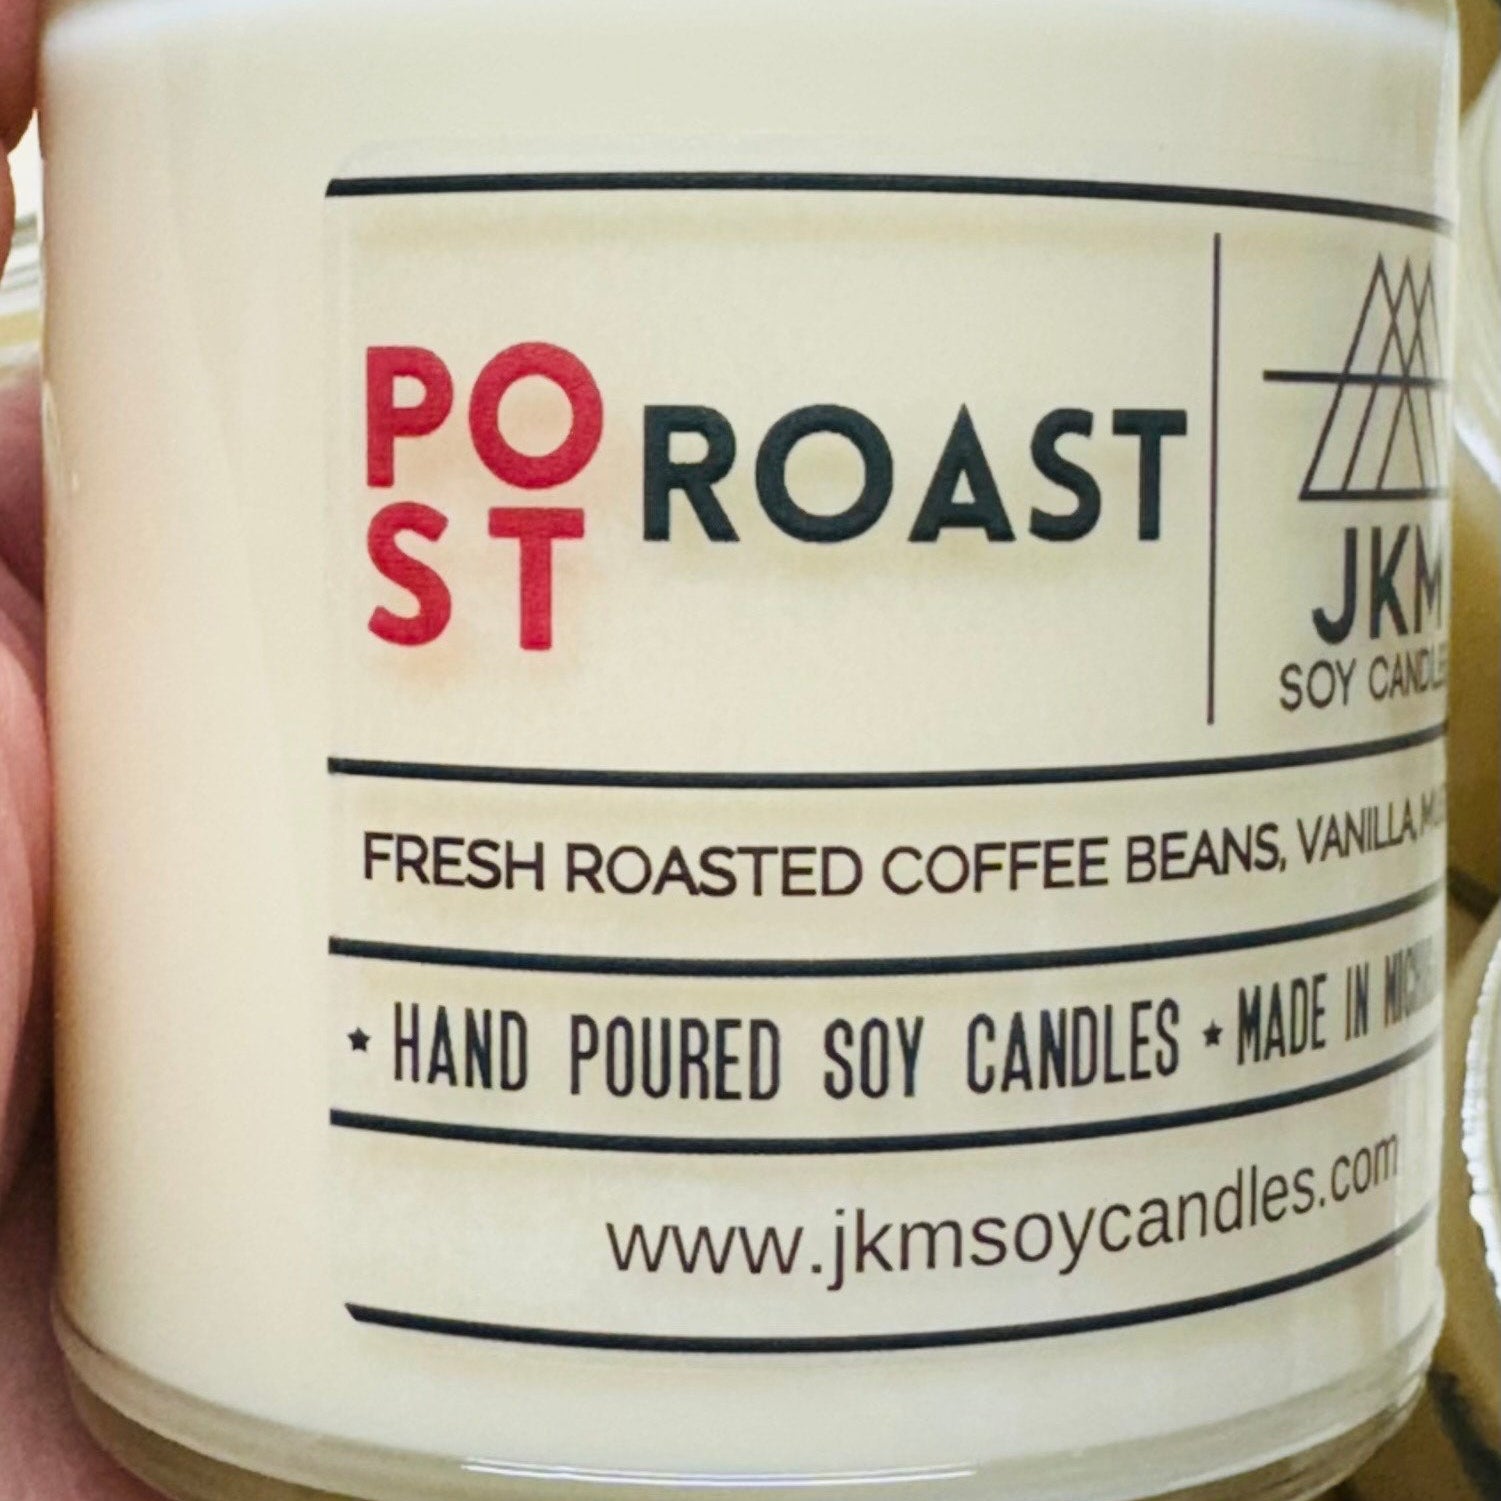 PO
ST
ROAST
JKM
SOY CANDLE
FRESH ROASTED COFFEE BEANS, VANILLA,
★ HAND POURED SOY CANDLES ★ MADE IN
www.jkmsoycandles.com